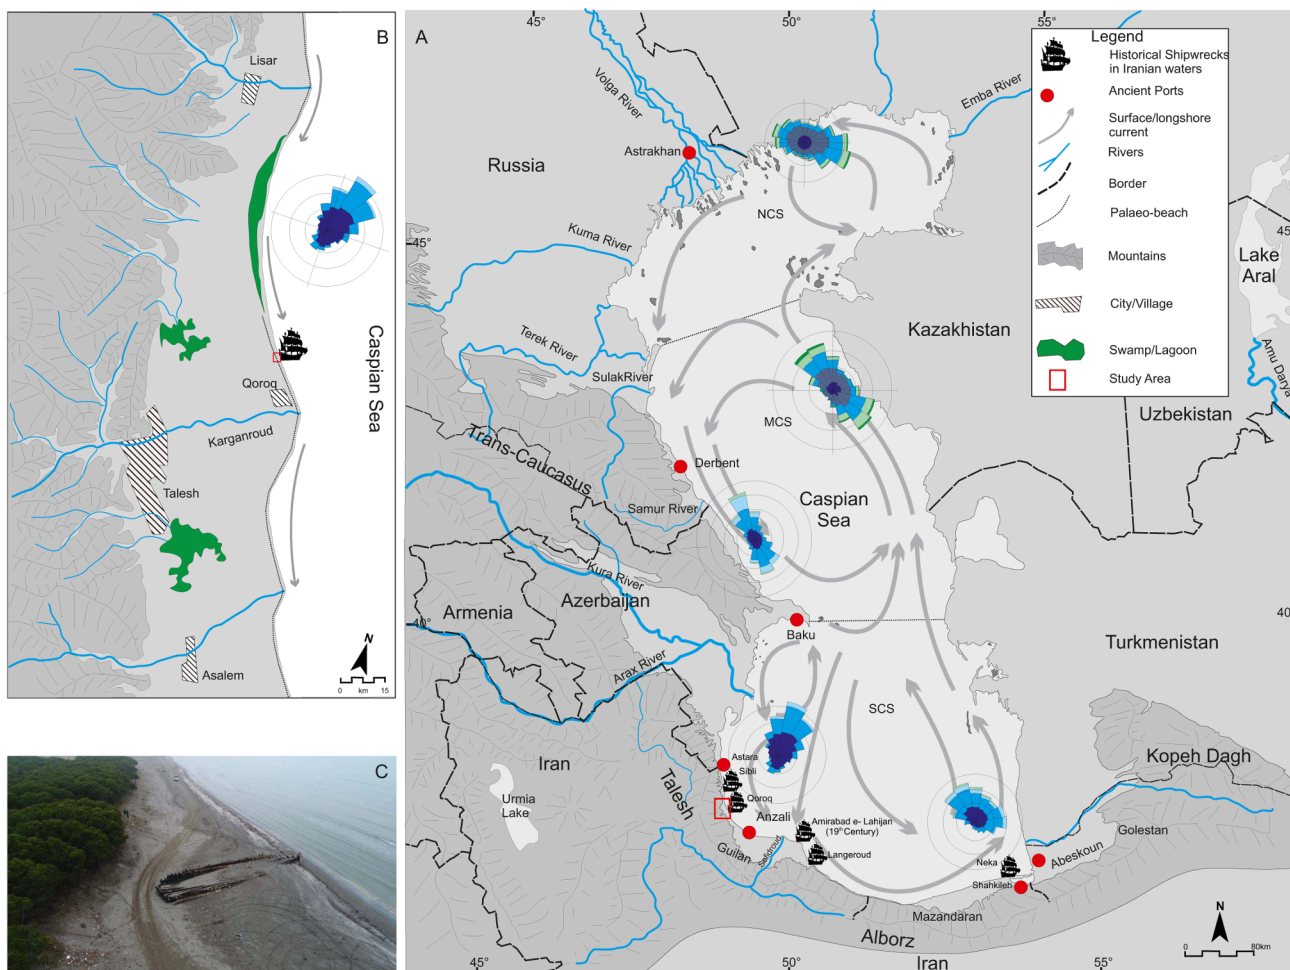 B
Lisar
Caspian Sea
Qoroq
Karganroud
Talesh
Asalem
N
0 km 15
C
A
45°
50°
55°
Legend
Historical Shipwrecks
in Iranian waters
Ancient Ports
Surface/longshore
current
Rivers
Border
Palaeo-beach
Mountains
City/Village
Swamp/Lagoon
Study Area
Volga River
Emba River
Astrakhan
Russia
NCS
Kuma River
45°
45
Lake
Aral
Kazakhstan
Terek River
SulakRiver
Amu Darya
MCS
Uzbekistan
Trans-Caucasus
Derbent
Caspian
Sea
Samur River
Kura River
Azerbaijan
Armenia
40°
40
Baku
Turkmenistan
Arax River
SCS
Kopeh Dagh
Astara
Sibli
Iran
Talesh
Qoroq
Urmia
Lake
Anzali
Amirabad e- Lahijan
(19th Century)
Golestan
Guilan
Sefidroud
Langeroud
Neka
Abeskoun
Shahkileh
Mazandaran
Alborz
N
0 80km
45°
50°
Iran
55°